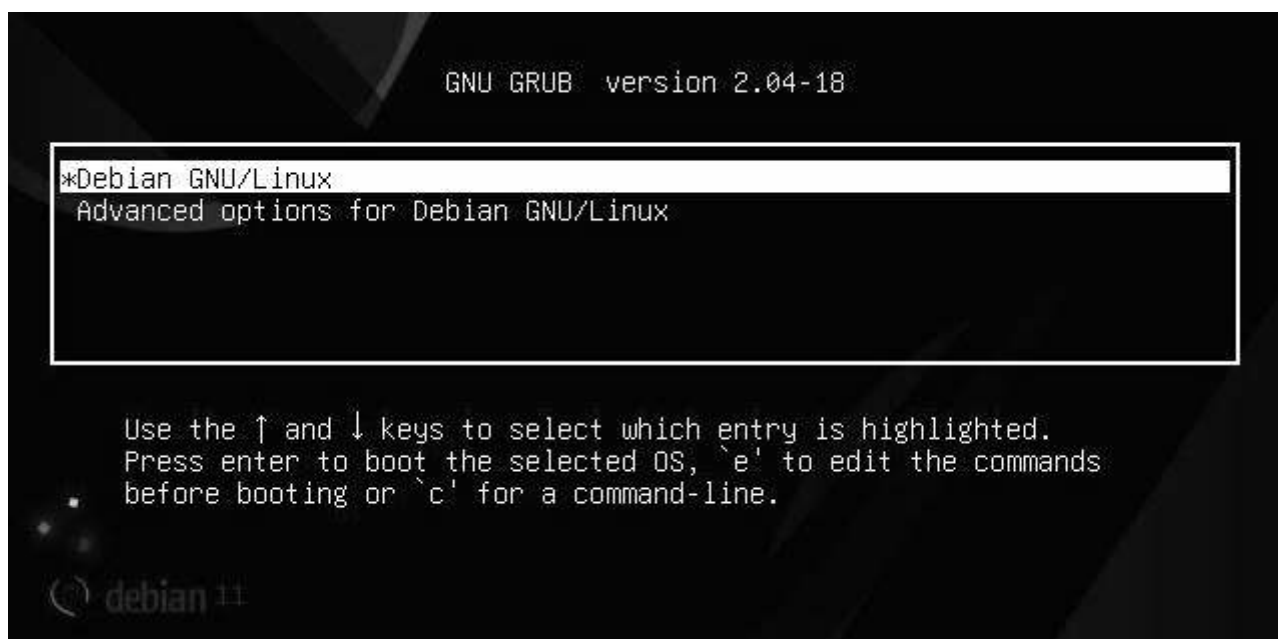 GNU GRUB  version 2.04-18
*Debian GNU/Linux
Advanced options for Debian GNU/Linux
Use the ↑ and ↓ keys to select which entry is highlighted.
Press enter to boot the selected OS, `e' to edit the commands
before booting or `c' for a command-line.
debian 11